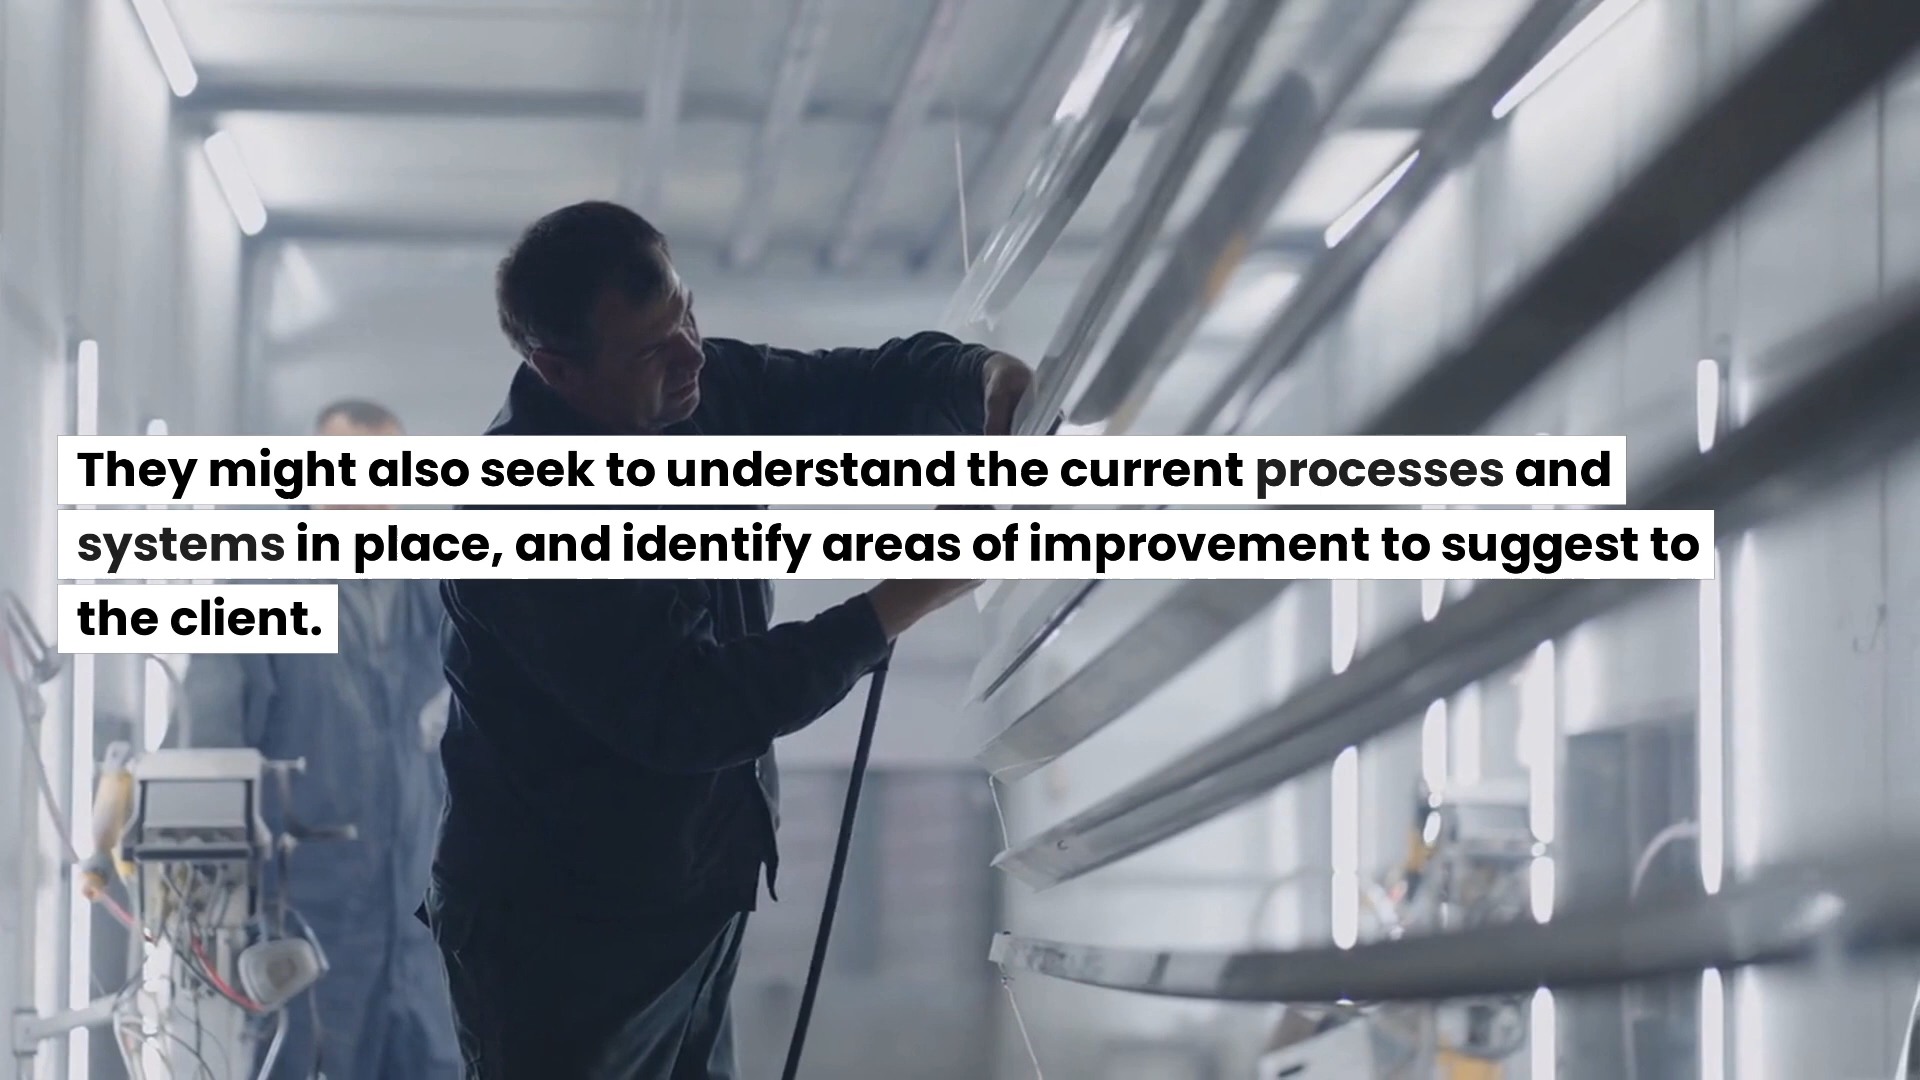 They might also seek to understand the current processes and
systems in place, and identify areas of improvement to suggest to
the client.